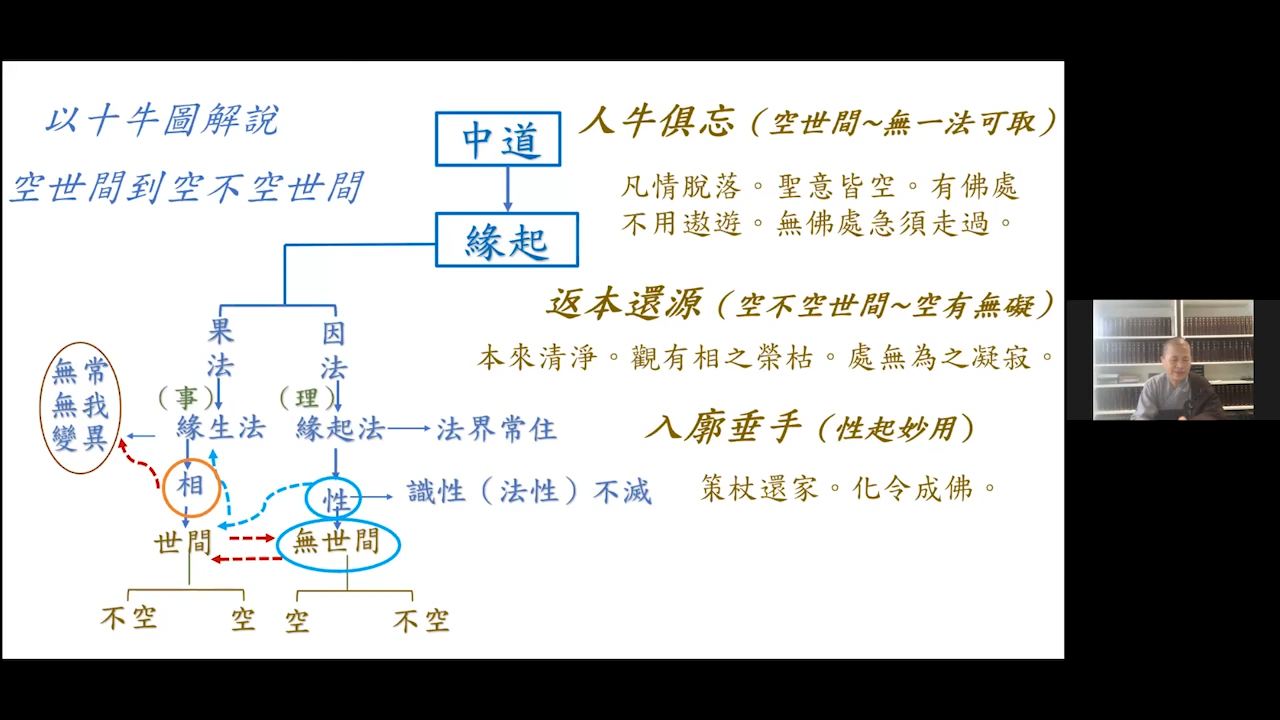 以十牛圖解說
空世間到空不空世間
中道
緣起
果法
因法
（事）
（理）
緣生法
緣起法
法界常住
無常
無我
變異
相
性
識性（法性）不滅
世間
無世間
不空
空
空
不空
人牛俱忘（空世間~無一法可取）
凡情脫落。聖意皆空。有佛處
不用遨遊。無佛處急須走過。
返本還源（空不空世間~空有無礙）
本來清淨。觀有相之榮枯。處無為之凝寂。
入廓垂手（性起妙用）
策杖還家。化令成佛。